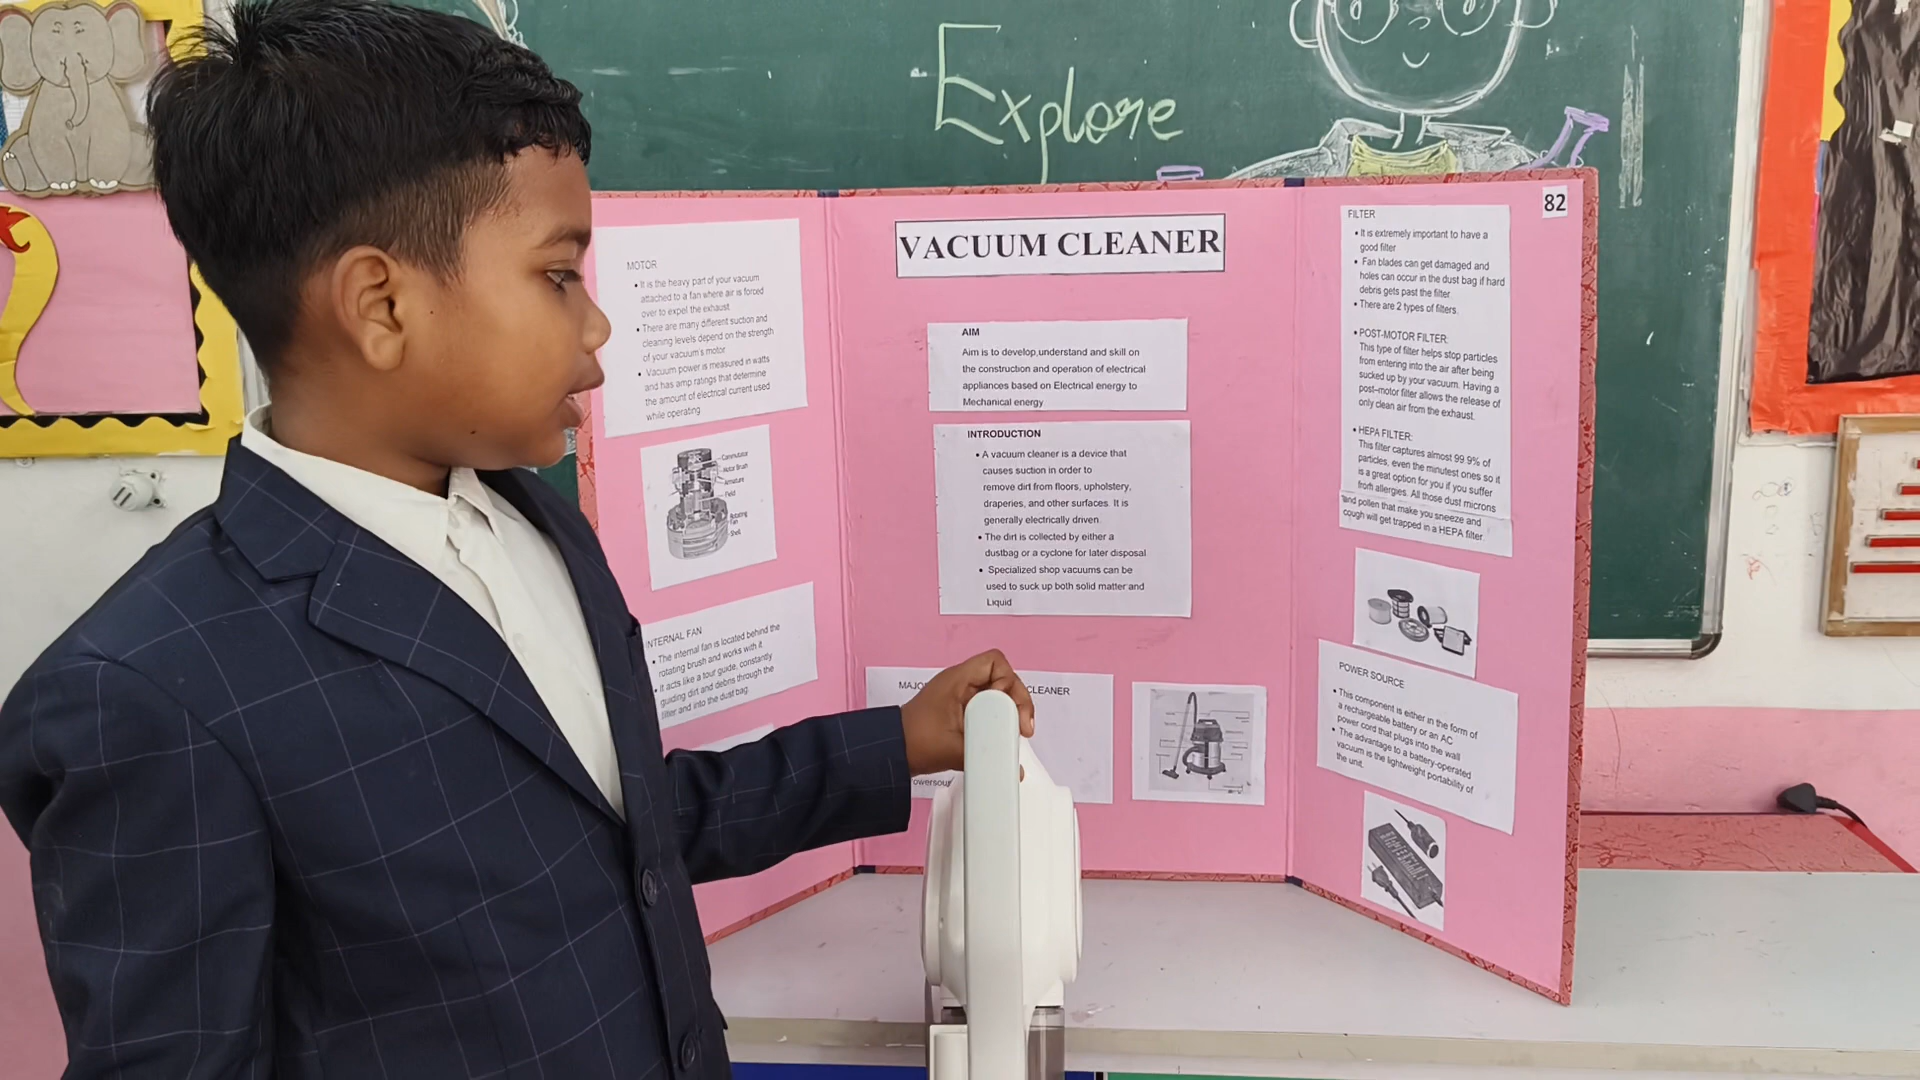 Explore
82
VACUUM CLEANER
MOTOR
• It is the heavy part of your vacuum
attached to a fan where air is forced
over to expel the exhaust
• There are many different suction and
cleaning levels depend on the strength
of your vacuum's motor
• Vacuum power is measured in watts
and has amp ratings that determine
the amount of electrical current used
while operating
Commutator
Motor Brush
Armature
Field
Rotating
Fan
Shell
INTERNAL FAN
• The internal fan is located behind the
rotating brush and works with it
• It acts like a tour guide, constantly
guiding dirt and debris through the
filter and into the dust bag.
AIM
Aim is to develop,understand and skill on
the construction and operation of electrical
appliances based on Electrical energy to
Mechanical energy
INTRODUCTION
• A vacuum cleaner is a device that
causes suction in order to
remove dirt from floors, upholstery,
draperies, and other surfaces. It is
generally electrically driven.
• The dirt is collected by either a
dustbag or a cyclone for later disposal
• Specialized shop vacuums can be
used to suck up both solid matter and
Liquid
CLEANER
FILTER
• It is extremely important to have a
good filter
• Fan blades can get damaged and
holes can occur in the dust bag if hard
debris gets past the filter
• There are 2 types of filters.
• POST-MOTOR FILTER:
This type of filter helps stop particles
from entering into the air after being
sucked up by your vacuum. Having a
post-motor filter allows the release of
only clean air from the exhaust.
• HEPA FILTER:
This filter captures almost 99.9% of
particles, even the minutest ones so it
is a great option for you if you suffer
from allergies. All those dust microns
and pollen that make you sneeze and
cough will get trapped in a HEPA filter.
POWER SOURCE
• This component is either in the form of
a rechargeable battery or an AC
power cord that plugs into the wall
• The advantage to a battery-operated
vacuum is the lightweight portability of
the unit.